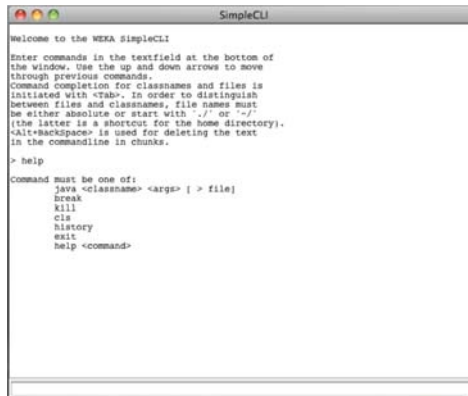 SimpleCLI
Welcome to the WEKA SimpleCLI
Enter commands in the textfield at the bottom of
the window. Use the up and down arrows to move
through previous commands.
Command completion for classnames and files is
initiated with <Tab>. In order to distinguish
between files and classnames, file names must
be either absolute or start with './' or '~/'
(the latter is a shortcut for the home directory).
<Alt+BackSpace> is used for deleting the text
in the commandline in chunks.
> help
Command must be one of:
java <classname> <args> [ > file]
break
kill
cls
history
exit
help <command>